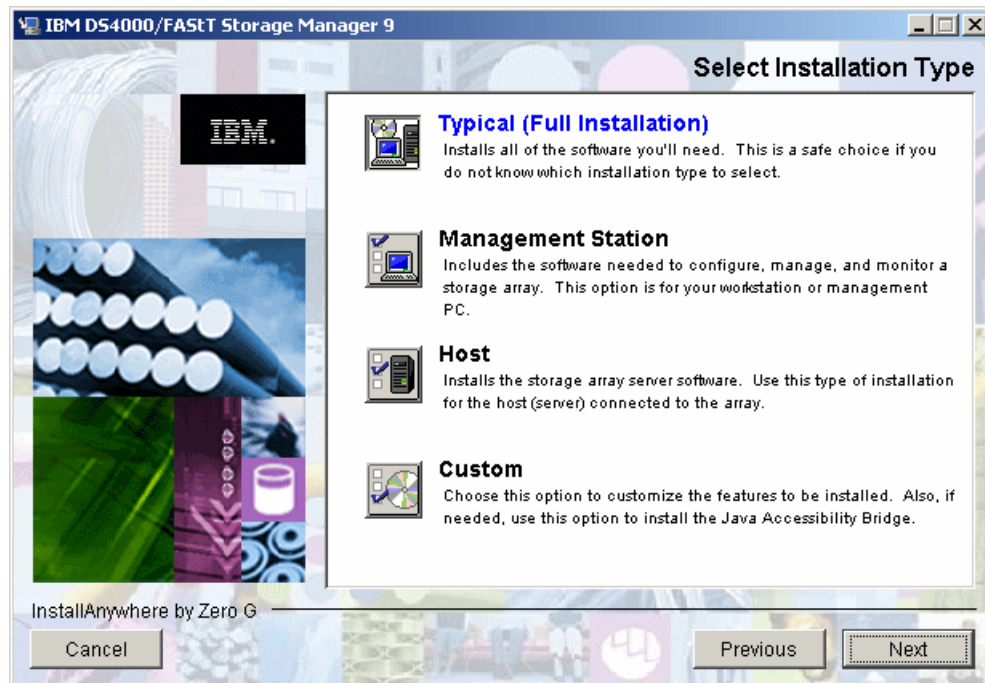 IBM DS4000/FAStT Storage Manager 9
Select Installation Type
IBM.
Typical (Full Installation)
Installs all of the software you'll need. This is a safe choice if you
do not know which installation type to select.
Management Station
Includes the software needed to configure, manage, and monitor a
storage array. This option is for your workstation or management
PC.
Host
Installs the storage array server software. Use this type of installation
for the host (server) connected to the array.
Custom
Choose this option to customize the features to be installed. Also, if
needed, use this option to install the Java Accessibility Bridge.
InstallAnywhere by Zero G
Cancel
Previous
Next